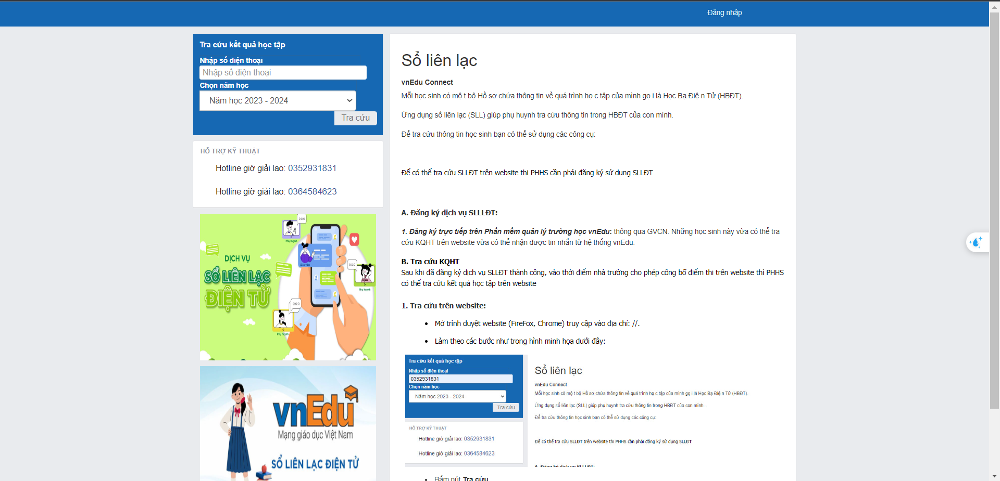 Đăng nhập
Tra cứu kết quả học tập
Nhập số điện thoại
Nhập số điện thoại
Chọn năm học
Năm học 2023 - 2024
Tra cứu
HỖ TRỢ KỸ THUẬT
Hotline giờ giải lao: 0352931831
Hotline giờ giải lao: 0364584623
Phụ huynh
DỊCH VỤ
SỔ LIÊN LẠC
ĐIỆN TỬ
Giáo viên
Phụ huynh
Phụ huynh
vnEdu
Mạng giáo dục Việt Nam
SỔ LIÊN LẠC ĐIỆN TỬ
Sổ liên lạc
vnEdu Connect
Mỗi học sinh có mộ t bộ Hồ sơ chứa thông tin về quá trình họ c tập của mình gọ i là Học Bạ Điệ n Tử (HBĐT).
Ứng dụng sổ liên lạc (SLL) giúp phụ huynh tra cứu thông tin trong HBĐT của con mình.
Để tra cứu thông tin học sinh bạn có thể sử dụng các công cụ:
Để có thể tra cứu SLLĐT trên website thi PHHS cần phải đăng ký sử dụng SLLĐT
A. Đăng ký dịch vụ SLLLĐT:
1. Đăng ký trực tiếp trên Phần mềm quản lý trường học vnEdu: thông qua GVCN. Những học sinh này vừa có thể tra
cứu KQHT trên website vừa có thể nhận được tin nhắn từ hệ thống vnEdu.
B. Tra cứu KQHT
Sau khi đã đăng ký dịch vụ SLLĐT thành công, vào thời điểm nhà trường cho phép công bố điểm thi trên website thì PHHS
có thể tra cứu kết quả học tập trên website
1. Tra cứu trên website:
• Mở trình duyệt website (FireFox, Chrome) truy cập vào địa chỉ: //.
• Làm theo các bước như trong hình minh họa dưới đây:
Tra cứu kết quả học tập
Nhập số điện thoại
0352931831
Chọn năm học
Năm học 2023 - 2024
Tra cứu
HỖ TRỢ KỸ THUẬT
Hotline giờ giải lao: 0352931831
Hotline giờ giải lao: 0364584623
Sổ liên lạc
vnEdu Connect
Mỗi học sinh có mộ t bộ Hồ sơ chứa thông tin về quá trình họ c tập của mình gọ i là Học Bạ Điệ n Tử (HBĐT).
Ứng dụng sổ liên lạc (SLL) giúp phụ huynh tra cứu thông tin trong HBĐT của con mình.
Để tra cứu thông tin học sinh bạn có thể sử dụng các công cụ:
Để có thể tra cứu SLLĐT trên website thi PHHS cần phải đăng ký sử dụng SLLĐT
A. Đăng ký dịch vụ SLLLĐT:
• Bấm nút Tra cứu